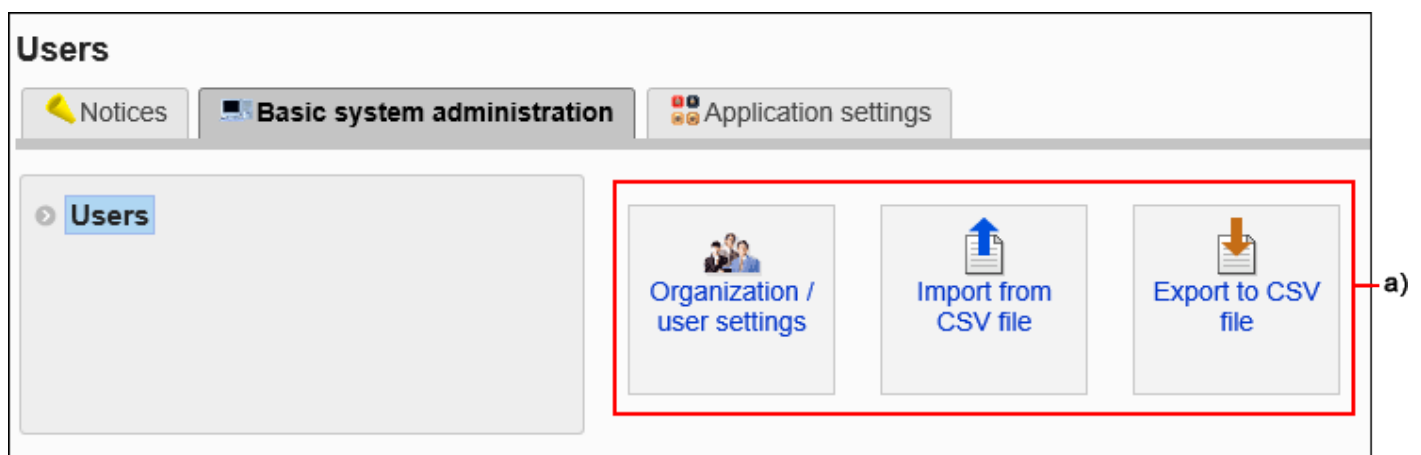 Users
Notices
Basic system administration
Application settings
Users
Organization /
user settings
Import from
CSV file
Export to CSV
file
a)